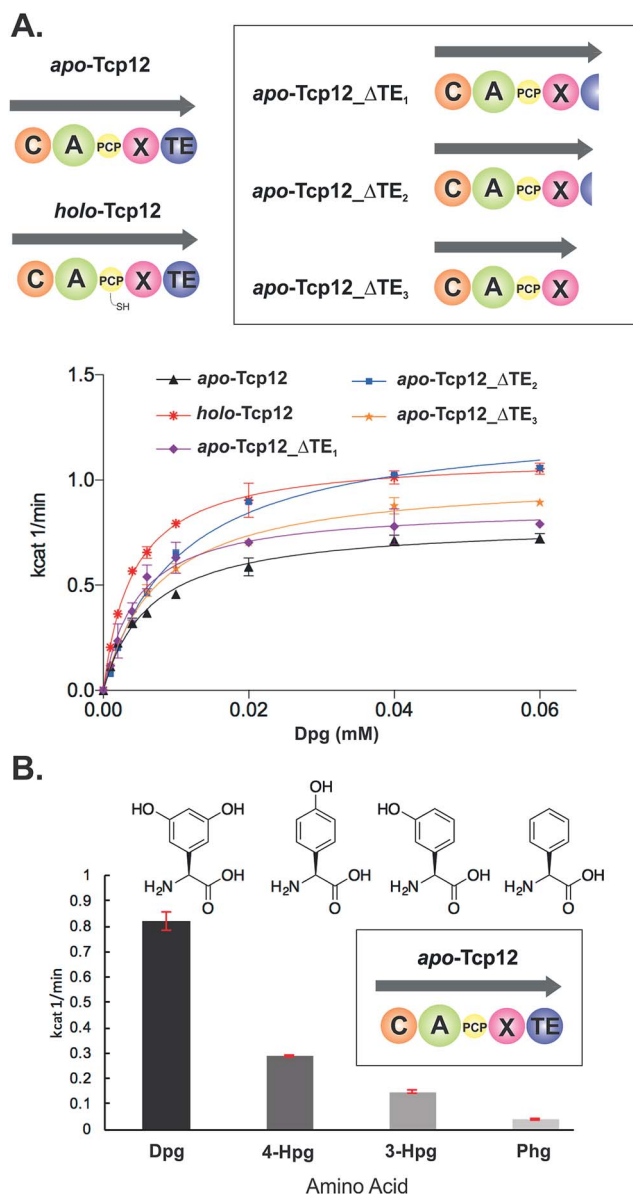 A.
apo-Tcp12
C A PCP X TE
holo-Tcp12
C A PCP X TE
SH
apo-Tcp12_ΔTE₁
C A PCP X
apo-Tcp12_ΔTE₂
C A PCP X
apo-Tcp12_ΔTE₃
C A PCP X
apo-Tcp12
holo-Tcp12
apo-Tcp12_ΔTE₁
apo-Tcp12_ΔTE₂
apo-Tcp12_ΔTE₃
kcat 1/min
1.5
1.0
0.5
0.0
0.00 0.02 0.04 0.06
Dpg (mM)
B.
HO OH
H₂N OH
O
OH
H₂N OH
O
HO
H₂N OH
O
H₂N OH
O
apo-Tcp12
C A PCP X TE
kcat 1/min
1
0.9
0.8
0.7
0.6
0.5
0.4
0.3
0.2
0.1
0
Dpg 4-Hpg 3-Hpg Phg
Amino Acid